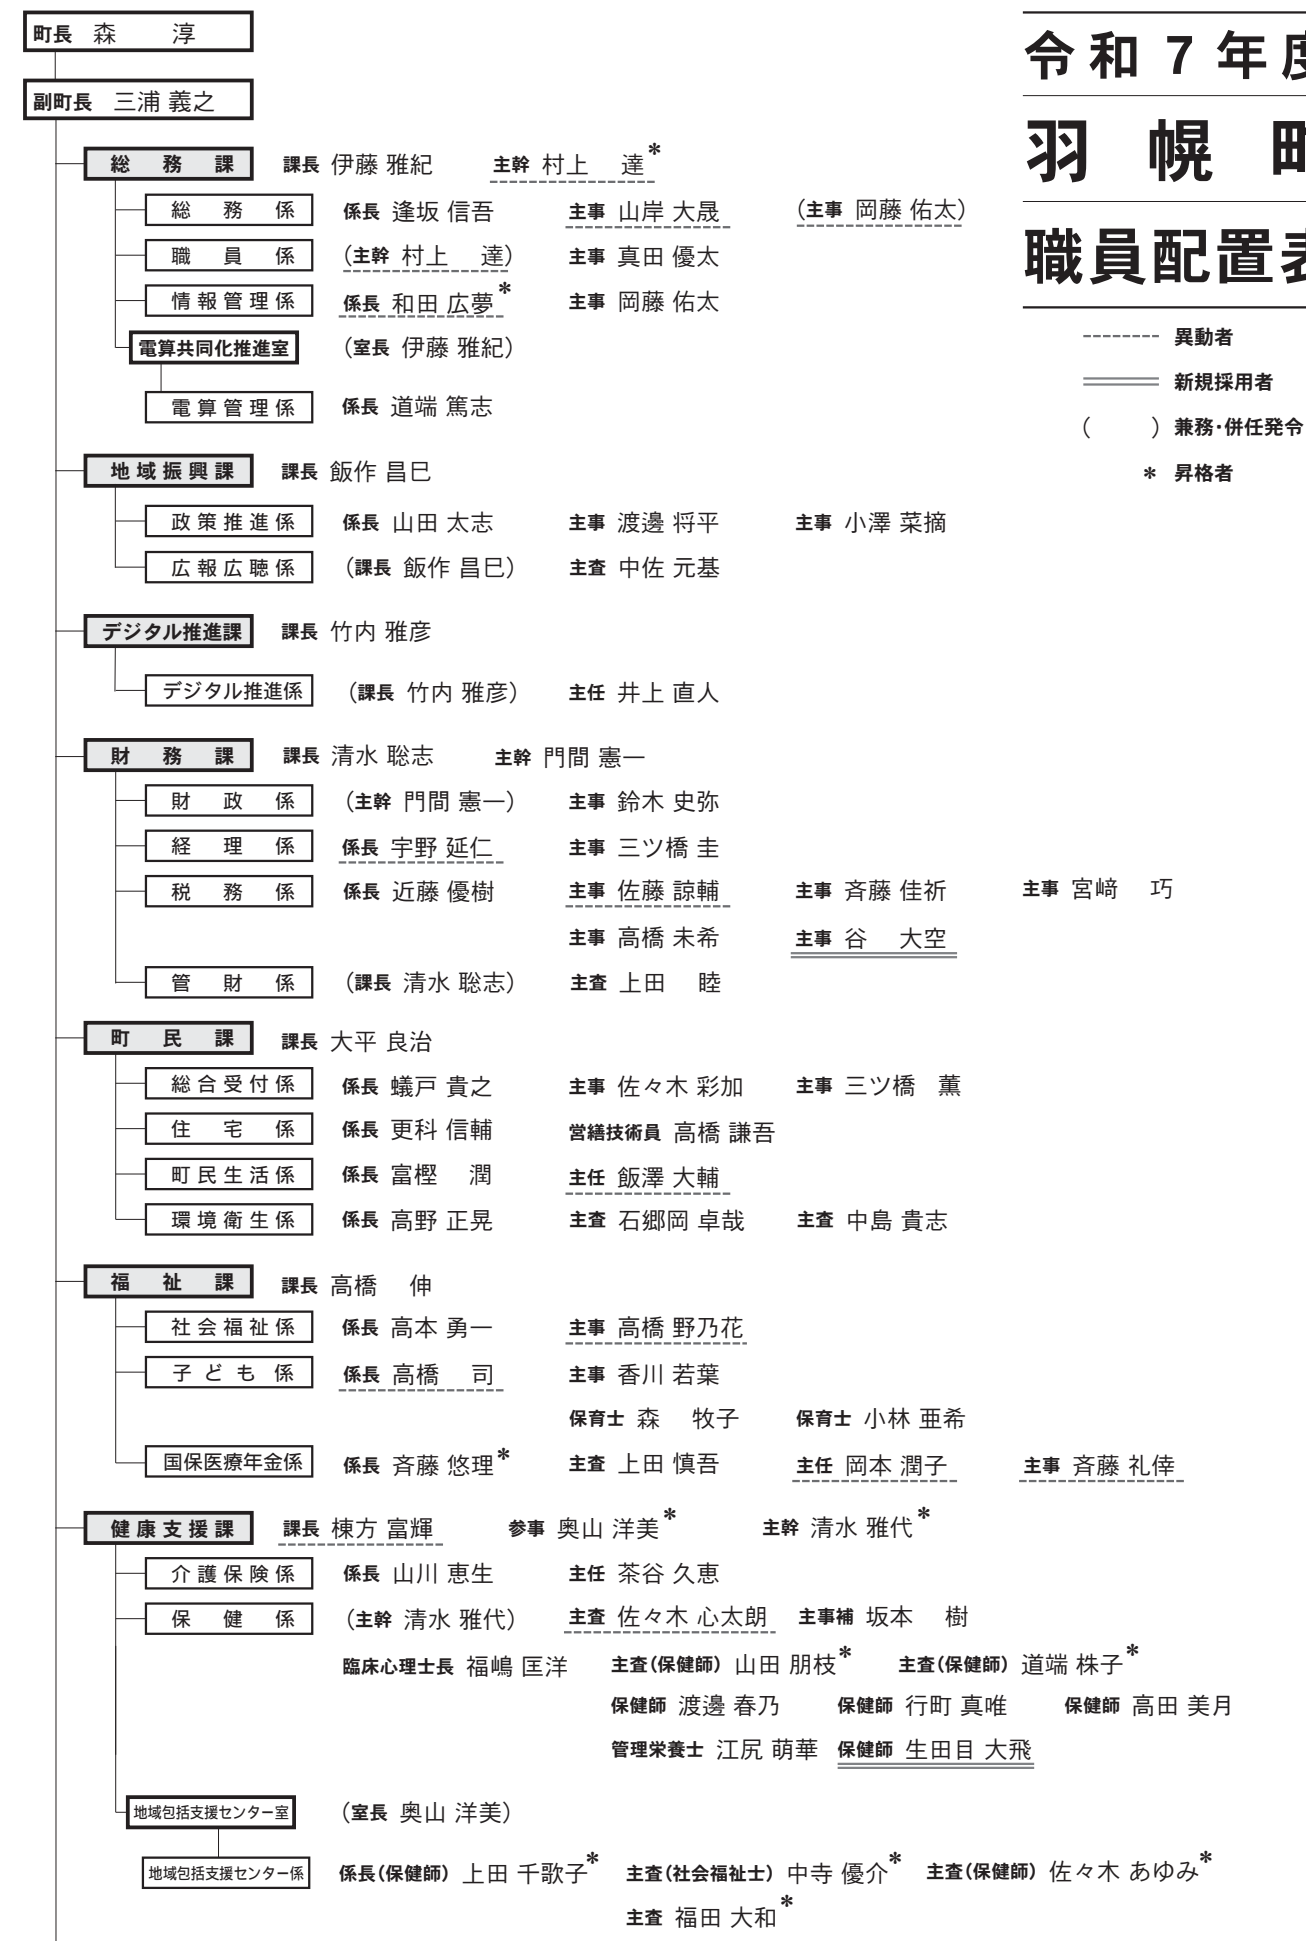 町長 森 淳
副町長 三浦 義之
令和7年度
羽幌町
職員配置表
異動者
新規採用者
( ) 兼務・併任発令
* 昇格者
総務課 課長 伊藤 雅紀 主幹 村上 達*
総務係 係長 逢坂 信吾 主事 山岸 大晟 (主事 岡藤 佑太)
職員係 (主幹 村上 達) 主事 真田 優太
情報管理係 係長 和田 広夢* 主事 岡藤 佑太
電算共同化推進室 (室長 伊藤 雅紀)
電算管理係 係長 道端 篤志
地域振興課 課長 飯作 昌巳
政策推進係 係長 山田 太志 主事 渡邊 将平 主事 小澤 菜摘
広報広聴係 (課長 飯作 昌巳) 主査 中佐 元基
デジタル推進課 課長 竹内 雅彦
デジタル推進係 (課長 竹内 雅彦) 主任 井上 直人
財務課 課長 清水 聡志 主幹 門間 憲一
財政係 (主幹 門間 憲一) 主事 鈴木 史弥
経理係 係長 宇野 延仁 主事 三ツ橋 圭
税務係 係長 近藤 優樹 主事 佐藤 諒輔 主事 斉藤 佳祈 主事 宮﨑 巧
主事 高橋 未希 主事 谷 大空
管財係 (課長 清水 聡志) 主査 上田 睦
町民課 課長 大平 良治
総合受付係 係長 蟻戸 貴之 主事 佐々木 彩加 主事 三ツ橋 薫
住宅係 係長 更科 信輔 営繕技術員 高橋 謙吾
町民生活係 係長 富樫 潤 主任 飯澤 大輔
環境衛生係 係長 高野 正晃 主査 石郷岡 卓哉 主査 中島 貴志
福祉課 課長 高橋 伸
社会福祉係 係長 高本 勇一 主事 高橋 野乃花
子ども係 係長 高橋 司 主事 香川 若葉
保育士 森 牧子 保育士 小林 亜希
国保医療年金係 係長 斉藤 悠理* 主査 上田 慎吾 主任 岡本 潤子 主事 斉藤 礼倖
健康支援課 課長 棟方 富輝 参事 奥山 洋美* 主幹 清水 雅代*
介護保険係 係長 山川 恵生 主任 茶谷 久恵
保健係 (主幹 清水 雅代) 主査 佐々木 心太朗 主事補 坂本 樹
臨床心理士長 福嶋 匡洋 主査(保健師) 山田 朋枝* 主査(保健師) 道端 株子*
保健師 渡邊 春乃 保健師 行町 真唯 保健師 高田 美月
管理栄養士 江尻 萌華 保健師 生田目 大飛
地域包括支援センター室 (室長 奥山 洋美)
地域包括支援センター係 係長(保健師) 上田 千歌子* 主査(社会福祉士) 中寺 優介* 主査(保健師) 佐々木 あゆみ*
主査 福田 大和*